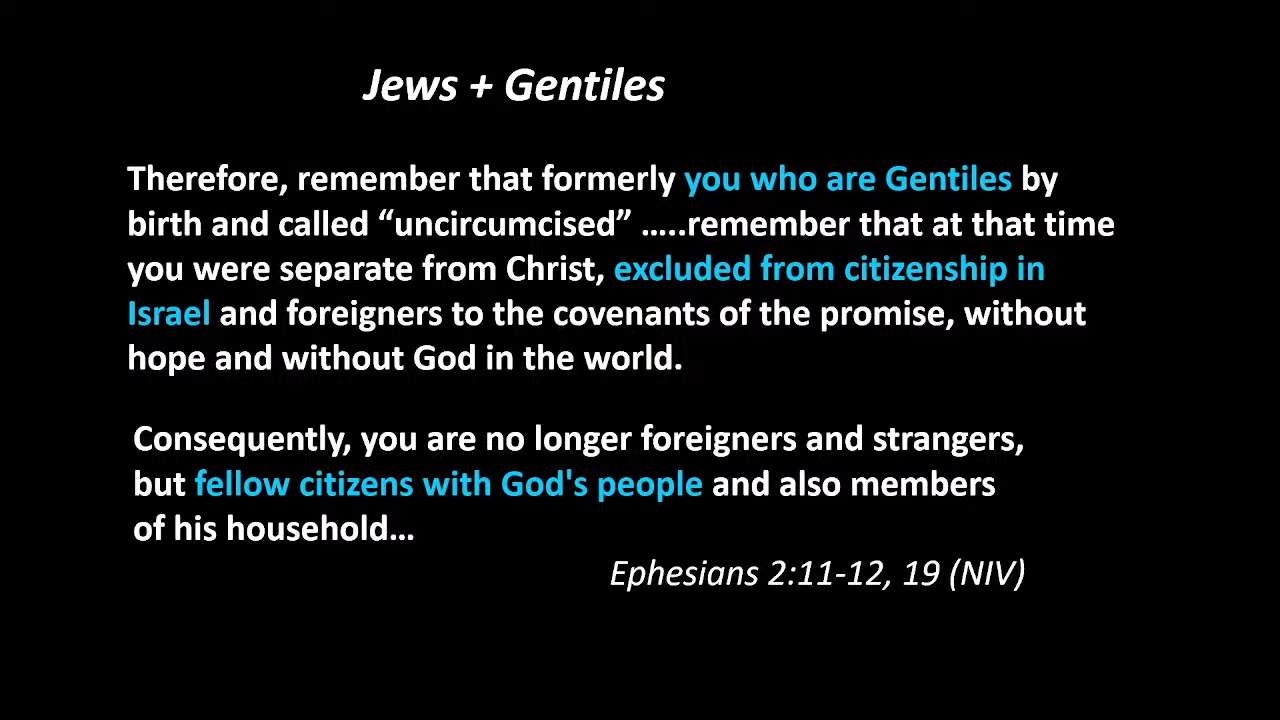 Jews + Gentiles
Therefore, remember that formerly you who are Gentiles by
birth and called “uncircumcised” …..remember that at that time
you were separate from Christ, excluded from citizenship in
Israel and foreigners to the covenants of the promise, without
hope and without God in the world.
Consequently, you are no longer foreigners and strangers,
but fellow citizens with God's people and also members
of his household…
Ephesians 2:11-12, 19 (NIV)